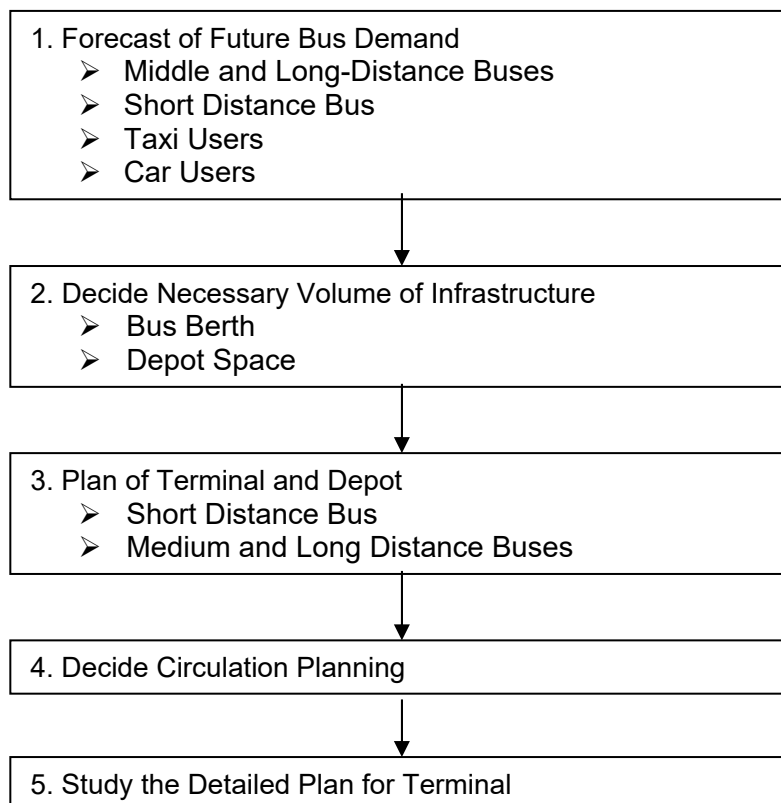 1. Forecast of Future Bus Demand
➢ Middle and Long-Distance Buses
➢ Short Distance Bus
➢ Taxi Users
➢ Car Users
2. Decide Necessary Volume of Infrastructure
➢ Bus Berth
➢ Depot Space
3. Plan of Terminal and Depot
➢ Short Distance Bus
➢ Medium and Long Distance Buses
4. Decide Circulation Planning
5. Study the Detailed Plan for Terminal